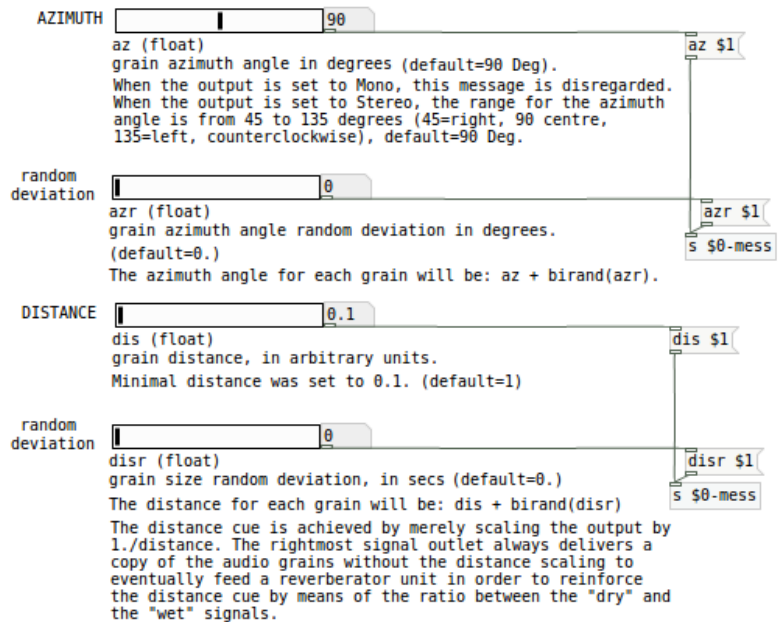 AZIMUTH 90
az (float) az $1
grain azimuth angle in degrees (default=90 Deg).
When the output is set to Mono, this message is disregarded.
When the output is set to Stereo, the range for the azimuth
angle is from 45 to 135 degrees (45=right, 90 centre,
135=left, counterclockwise), default=90 Deg.
random
deviation 0
azr (float) azr $1
grain azimuth angle random deviation in degrees.
s $0-mess
(default=0.)
The azimuth angle for each grain will be: az + birand(azr).
DISTANCE 0.1
dis (float) dis $1
grain distance, in arbitrary units.
Minimal distance was set to 0.1. (default=1)
random
deviation 0
disr (float) disr $1
grain size random deviation, in secs (default=0.)
s $0-mess
The distance for each grain will be: dis + birand(disr)
The distance cue is achieved by merely scaling the output by
1./distance. The rightmost signal outlet always delivers a
copy of the audio grains without the distance scaling to
eventually feed a reverberator unit in order to reinforce
the distance cue by means of the ratio between the "dry" and
the "wet" signals.